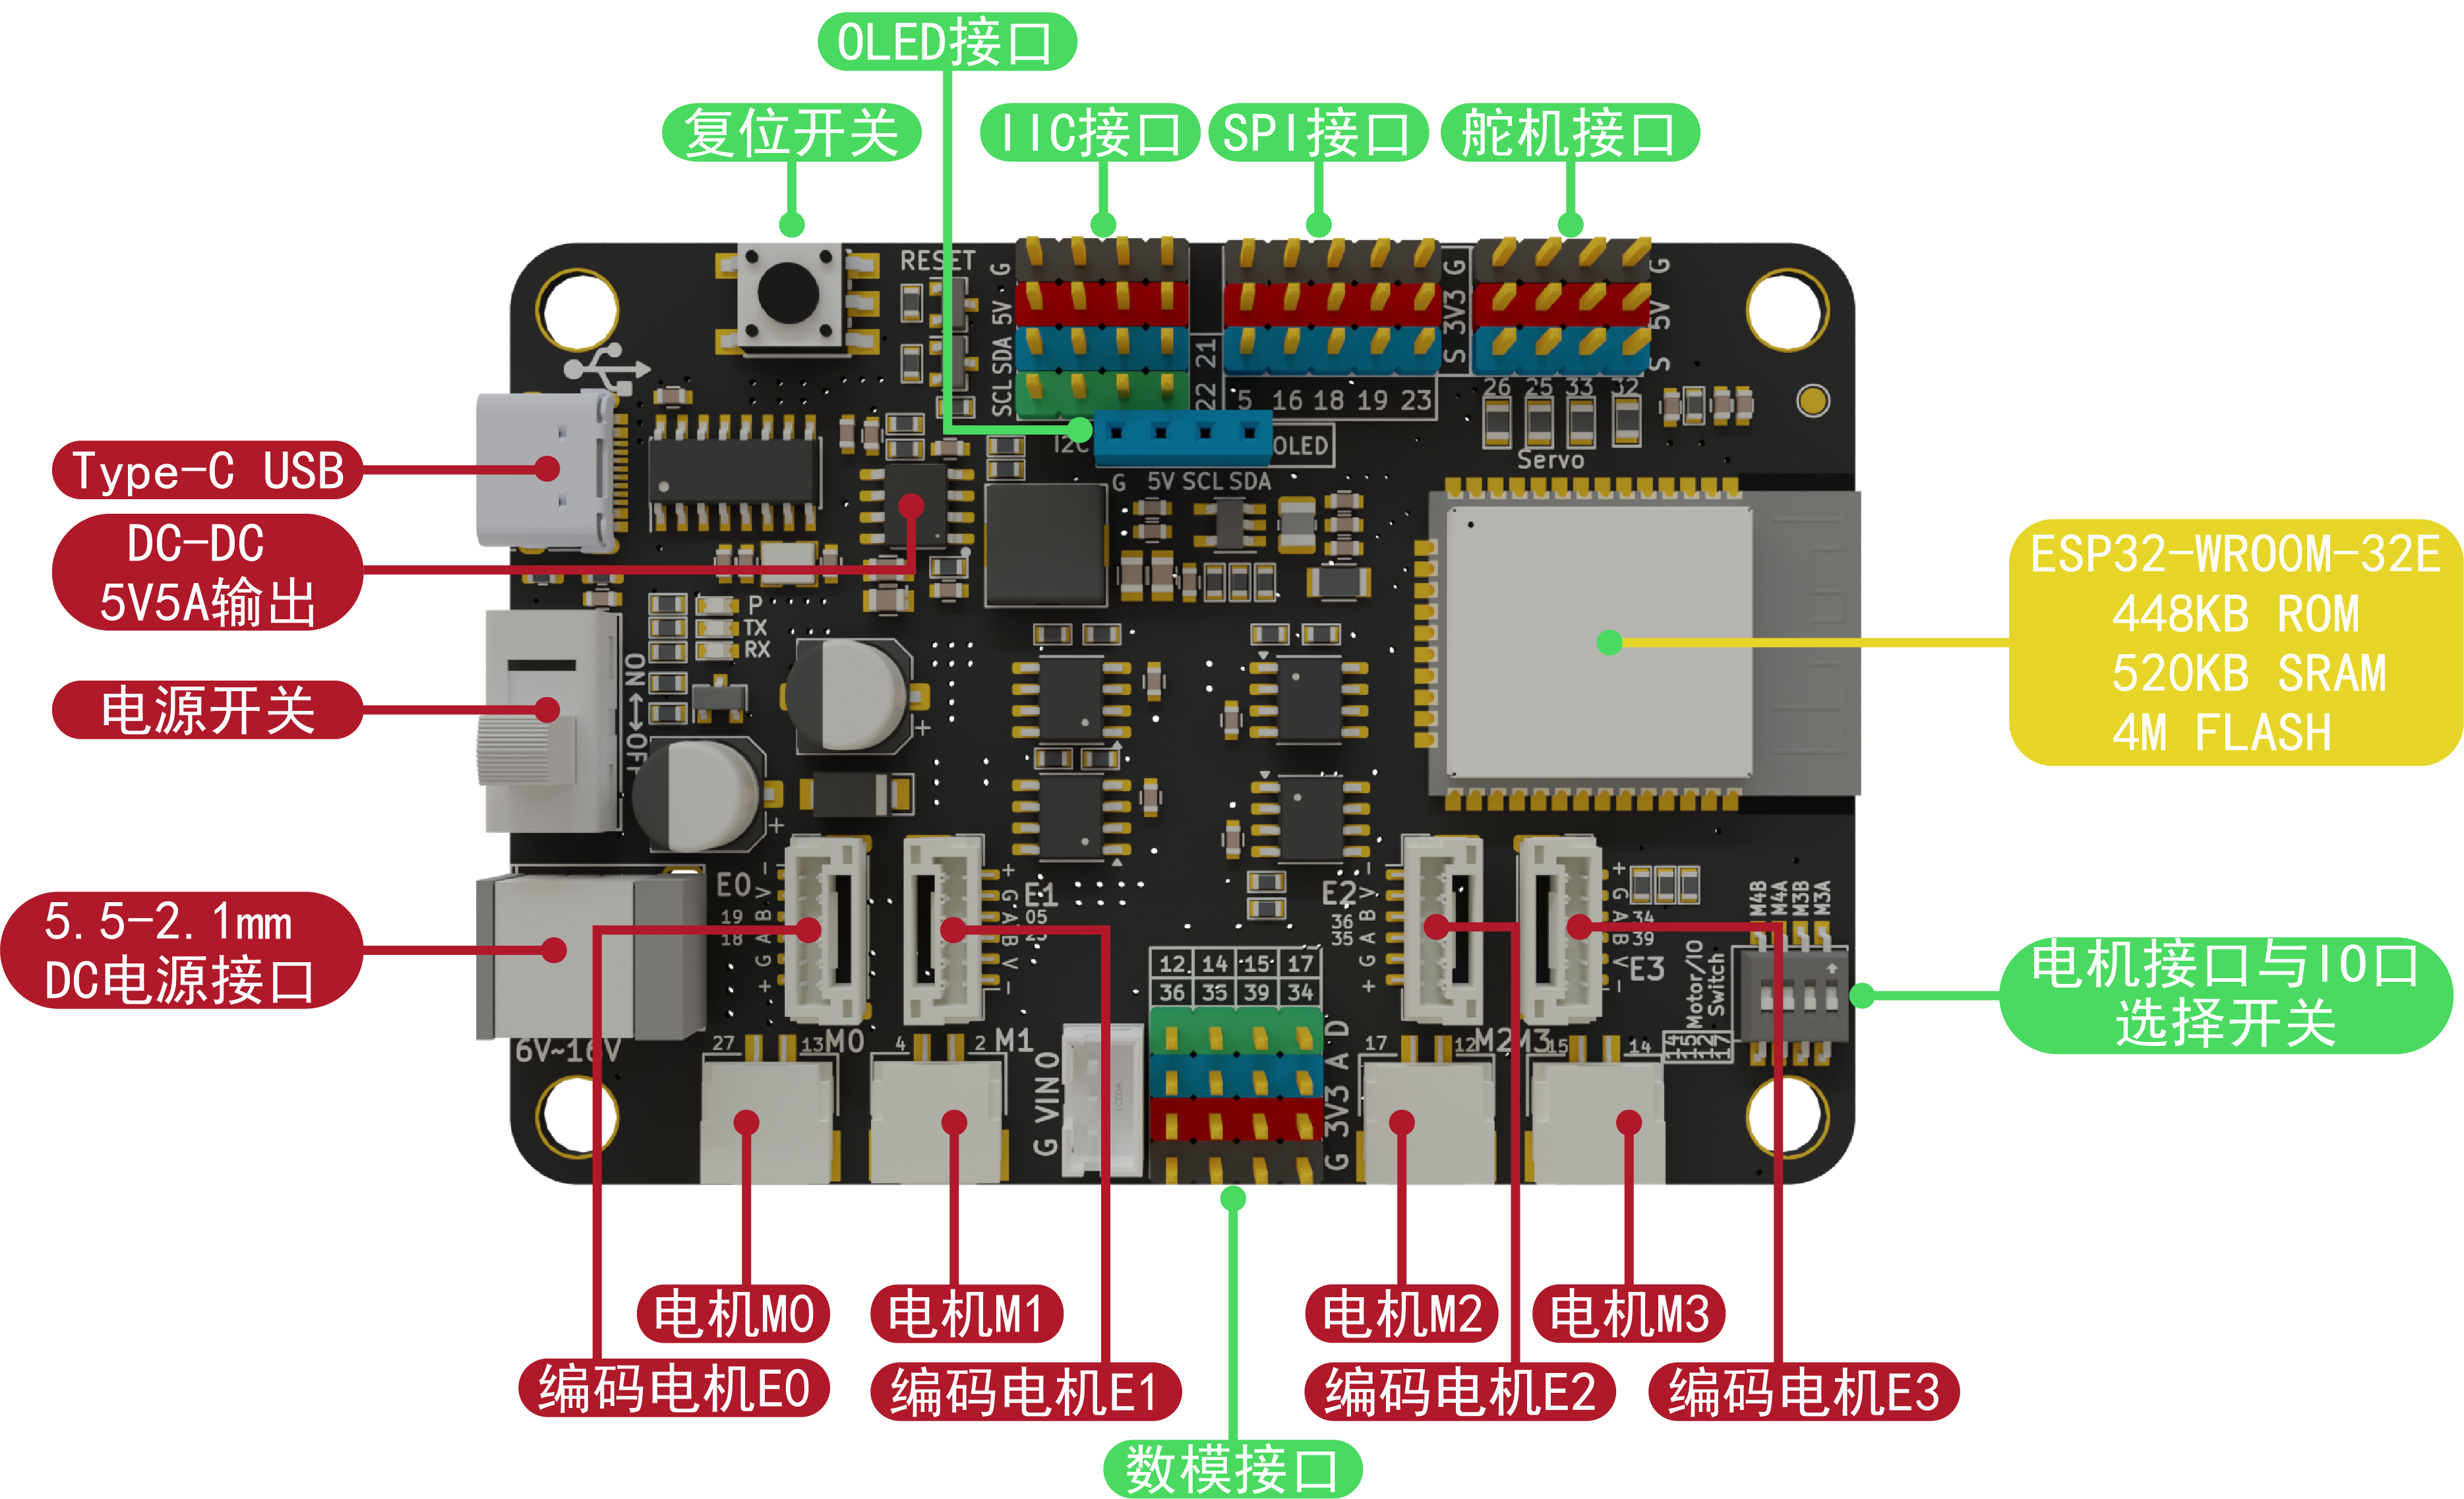 OLED接口
复位开关
IIC接口
SPI接口
舵机接口
RESET
G
5V
SDA
SCL
21
22
G
3V3
S
G
5V
S
5 16 18 19 23
26 25 33 32
I2C
OLED
G 5V SCL SDA
Servo
Type-C USB
DC-DC
5V5A输出
电源开关
5.5-2.1mm
DC电源接口
ESP32-WROOM-32E
448KB ROM
520KB SRAM
4M FLASH
电机接口与IO口
选择开关
P
TX
RX
ON
OFF
+
+
E0
19
18
- V B A G +
+ G A B V -
E1
05
23
E2
36
35
- V B A G +
+ G A B V -
34
39
E3
M4B
M4A
M3B
M3A
Motor/IO
Switch
14
15
12
17
12 14 15 17
36 35 39 34
D
A
3V3
G
6V~16V
27 13 M0
4 2 M1
G VIN 0
17 12 M2
M3 15 14
电机M0
电机M1
电机M2
电机M3
编码电机E0
编码电机E1
编码电机E2
编码电机E3
数模接口